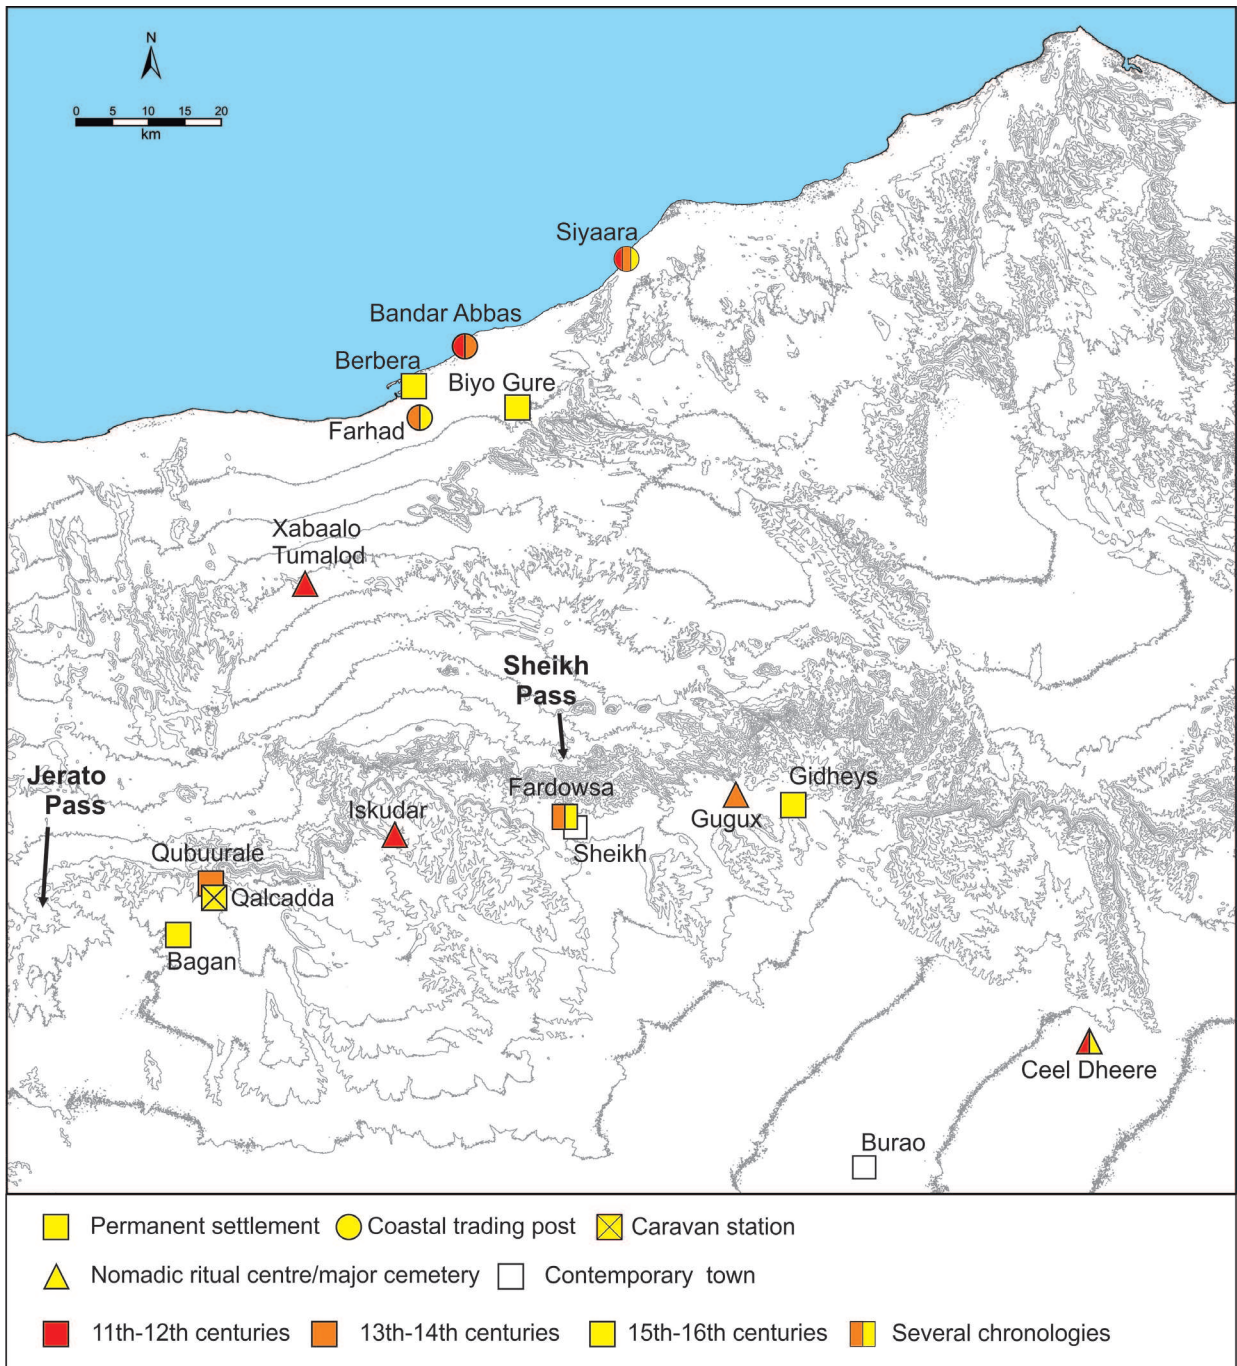 N
0 5 10 15 20
km
Siyaara
Bandar Abbas
Berbera
Biyo Gure
Farhad
Xabaalo
Tumalod
Sheikh
Pass
Jerato
Pass
Fardowsa
Gidheys
Iskudar
Gugux
Sheikh
Qubuurale
Qalcadda
Bagan
Ceel Dheere
Burao
Permanent settlement
Coastal trading post
Caravan station
Nomadic ritual centre/major cemetery
Contemporary town
11th-12th centuries
13th-14th centuries
15th-16th centuries
Several chronologies